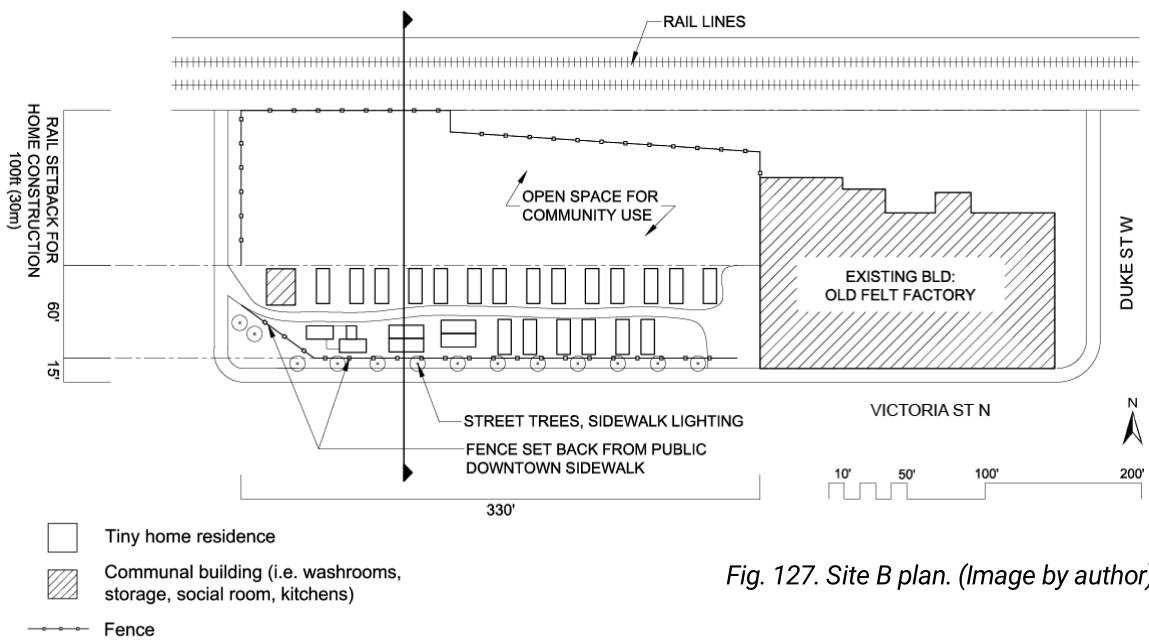 RAIL LINES
RAIL SETBACK FOR
HOME CONSTRUCTION
100ft (30m)
OPEN SPACE FOR
COMMUNITY USE
EXISTING BLD:
OLD FELT FACTORY
DUKE ST W
60'
15'
VICTORIA ST N
STREET TREES, SIDEWALK LIGHTING
FENCE SET BACK FROM PUBLIC
DOWNTOWN SIDEWALK
N
10' 50' 100' 200'
330'
Tiny home residence
Communal building (i.e. washrooms,
storage, social room, kitchens)
Fence
Fig. 127. Site B plan. (Image by author)